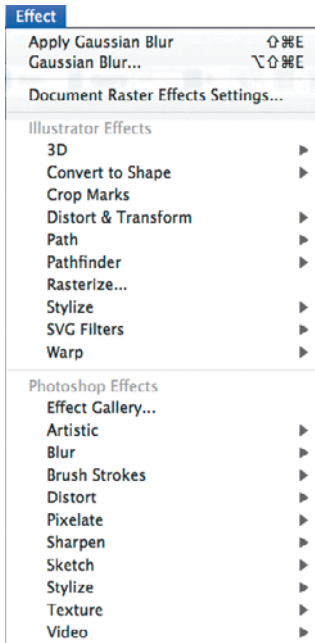 Effect
Apply Gaussian Blur ⇧⌘E
Gaussian Blur... ⌥⇧⌘E
Document Raster Effects Settings...
Illustrator Effects
3D
Convert to Shape
Crop Marks
Distort & Transform
Path
Pathfinder
Rasterize...
Stylize
SVG Filters
Warp
Photoshop Effects
Effect Gallery...
Artistic
Blur
Brush Strokes
Distort
Pixelate
Sharpen
Sketch
Stylize
Texture
Video